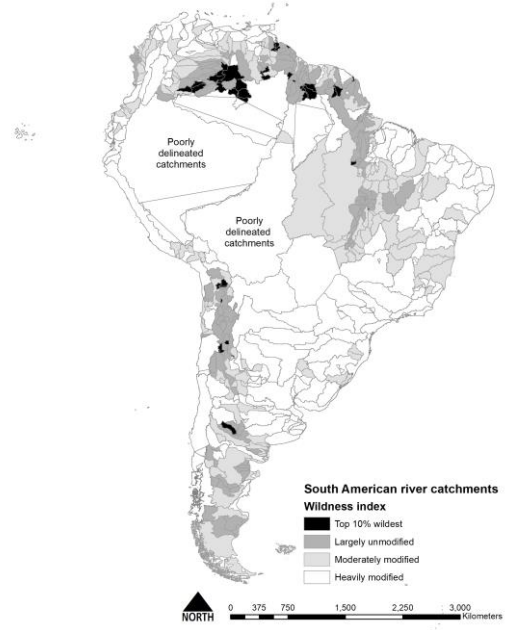 Poorly
delineated
catchments
Poorly
delineated
catchments
South American river catchments
Wildness index
Top 10% wildest
Largely unmodified
Moderately modified
Heavily modified
NORTH
0 375 750 1,500 2,250 3,000
Kilometers